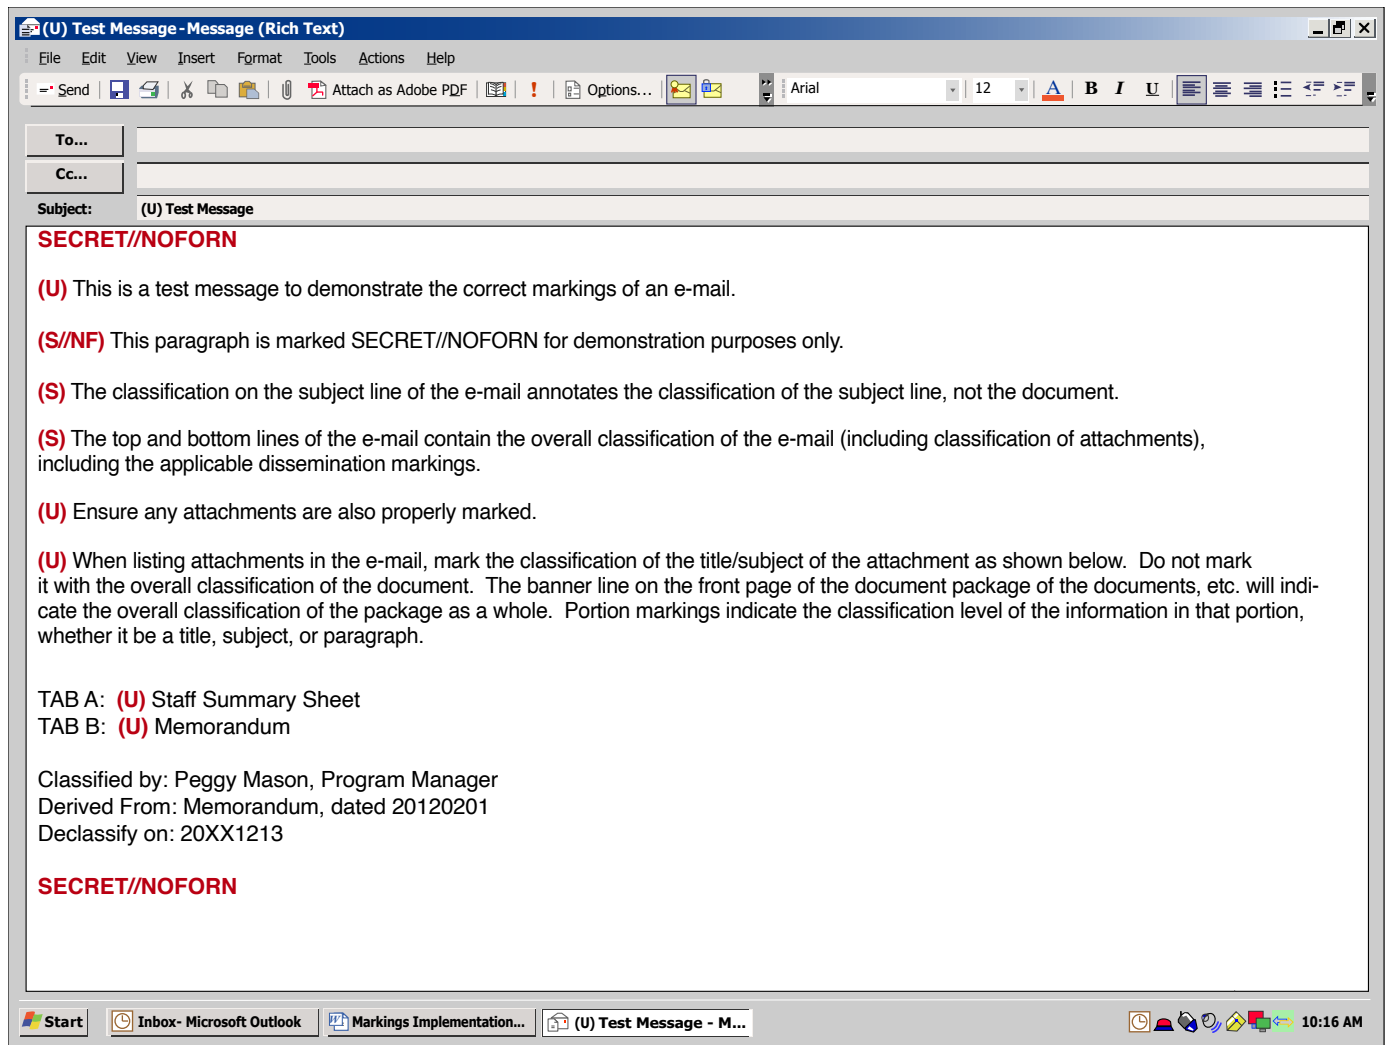 (U) Test Message - Message (Rich Text)
File Edit View Insert Format Tools Actions Help
Send Attach as Adobe PDF ! Options... Arial 12 A B I U
To...
Cc...
Subject: (U) Test Message
SECRET//NOFORN
(U) This is a test message to demonstrate the correct markings of an e-mail.
(S//NF) This paragraph is marked SECRET//NOFORN for demonstration purposes only.
(S) The classification on the subject line of the e-mail annotates the classification of the subject line, not the document.
(S) The top and bottom lines of the e-mail contain the overall classification of the e-mail (including classification of attachments),
including the applicable dissemination markings.
(U) Ensure any attachments are also properly marked.
(U) When listing attachments in the e-mail, mark the classification of the title/subject of the attachment as shown below. Do not mark
it with the overall classification of the document. The banner line on the front page of the document package of the documents, etc. will indi-
cate the overall classification of the package as a whole. Portion markings indicate the classification level of the information in that portion,
whether it be a title, subject, or paragraph.
TAB A: (U) Staff Summary Sheet
TAB B: (U) Memorandum
Classified by: Peggy Mason, Program Manager
Derived From: Memorandum, dated 20120201
Declassify on: 20XX1213
SECRET//NOFORN
Start Inbox- Microsoft Outlook Markings Implementation... (U) Test Message - M... 10:16 AM